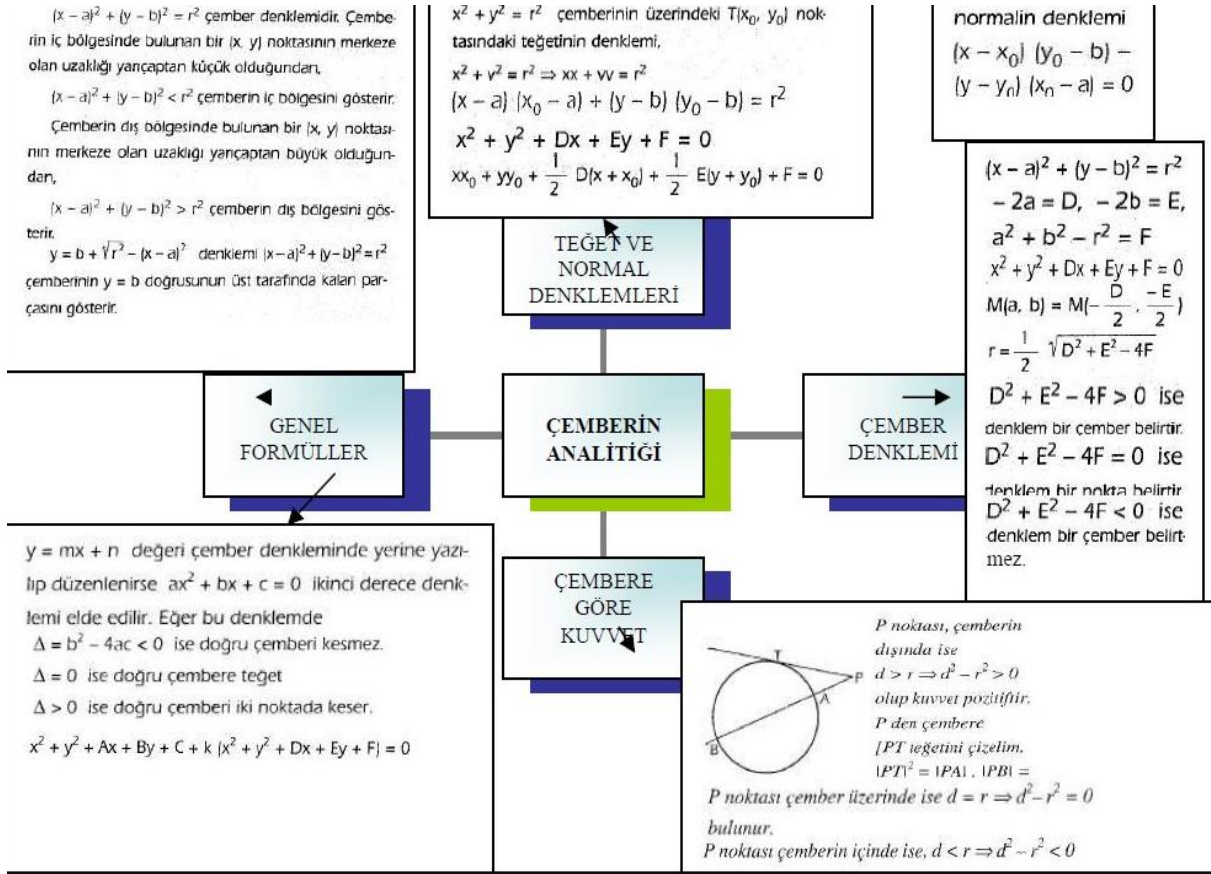 (x – a)² + (y – b)² = r² çember denklemidir. Çembe-
rin iç bölgesinde bulunan bir (x, y) noktasının merkeze
olan uzaklığı yarıçaptan küçük olduğundan,
(x – a)² + (y – b)² < r² çemberin iç bölgesini gösterir.
Çemberin dış bölgesinde bulunan bir (x, y) noktası-
nın merkeze olan uzaklığı yarıçaptan büyük olduğun-
dan,
(x – a)² + (y – b)² > r² çemberin dış bölgesini gös-
terir.
y = b + √r² – (x – a)² denklemi (x–a)²+(y–b)²=r²
çemberinin y = b doğrusunun üst tarafında kalan par-
çasını gösterir.
x² + y² = r² çemberinin üzerindeki T(x₀, y₀) nok-
tasındaki teğetinin denklemi,
x² + y² = r² ⇒ xx + yy = r²
(x – a) (x₀ – a) + (y – b) (y₀ – b) = r²
x² + y² + Dx + Ey + F = 0
xx₀ + yy₀ + 1/2 D(x + x₀) + 1/2 E(y + y₀) + F = 0
normalin denklemi
(x – x₀) (y₀ – b) –
(y – y₀) (x₀ – a) = 0
TEĞET VE
NORMAL
DENKLEMLERİ
(x – a)² + (y – b)² = r²
– 2a = D, – 2b = E,
a² + b² – r² = F
x² + y² + Dx + Ey + F = 0
M(a, b) = M(– D/2 , –E/2)
r = 1/2 √D² + E² – 4F
D² + E² – 4F > 0 ise
denklem bir çember belirtir.
D² + E² – 4F = 0 ise
denklem bir nokta belirtir
D² + E² – 4F < 0 ise
denklem bir çember belirt-
mez.
GENEL
FORMÜLLER
ÇEMBERİN
ANALİTİĞİ
ÇEMBER
DENKLEMİ
y = mx + n değeri çember denkleminde yerine yazı-
lıp düzenlenirse ax² + bx + c = 0 ikinci derece denk-
lemi elde edilir. Eğer bu denklemde
Δ = b² – 4ac < 0 ise doğru çemberi kesmez.
Δ = 0 ise doğru çembere teğet
Δ > 0 ise doğru çemberi iki noktada keser.
x² + y² + Ax + By + C + k (x² + y² + Dx + Ey + F) = 0
ÇEMBERE
GÖRE
KUVVET
T
P
A
B
P noktası, çemberin
dışında ise
d > r ⇒ d² – r² > 0
olup kuvvet pozitiftir.
P den çembere
[PT teğetini çizelim.
|PT|² = |PA| . |PB| =
P noktası çember üzerinde ise d = r ⇒ d² – r² = 0
bulunur.
P noktası çemberin içinde ise, d < r ⇒ d² – r² < 0